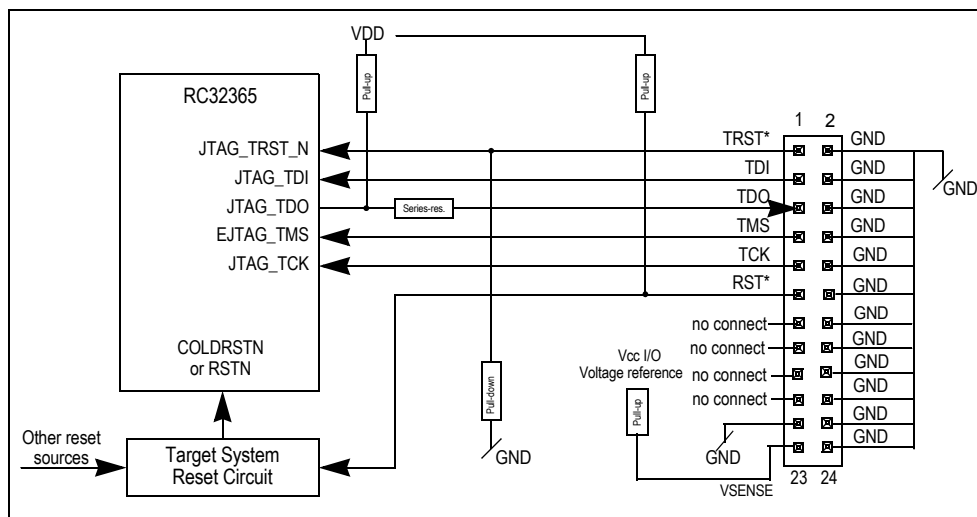 VDD
Pull-up
Pull-up
RC32365
1 2
JTAG_TRST_N
TRST*
GND
JTAG_TDI
TDI
GND
GND
JTAG_TDO
Series-res.
TDO
GND
EJTAG_TMS
TMS
GND
JTAG_TCK
TCK
GND
RST*
GND
no connect
GND
no connect
GND
no connect
GND
no connect
GND
COLDRSTN
or RSTN
Vcc I/O
Voltage reference
Pull-up
Pull-down
GND
GND
GND
GND
Other reset
sources
Target System
Reset Circuit
VSENSE
23 24